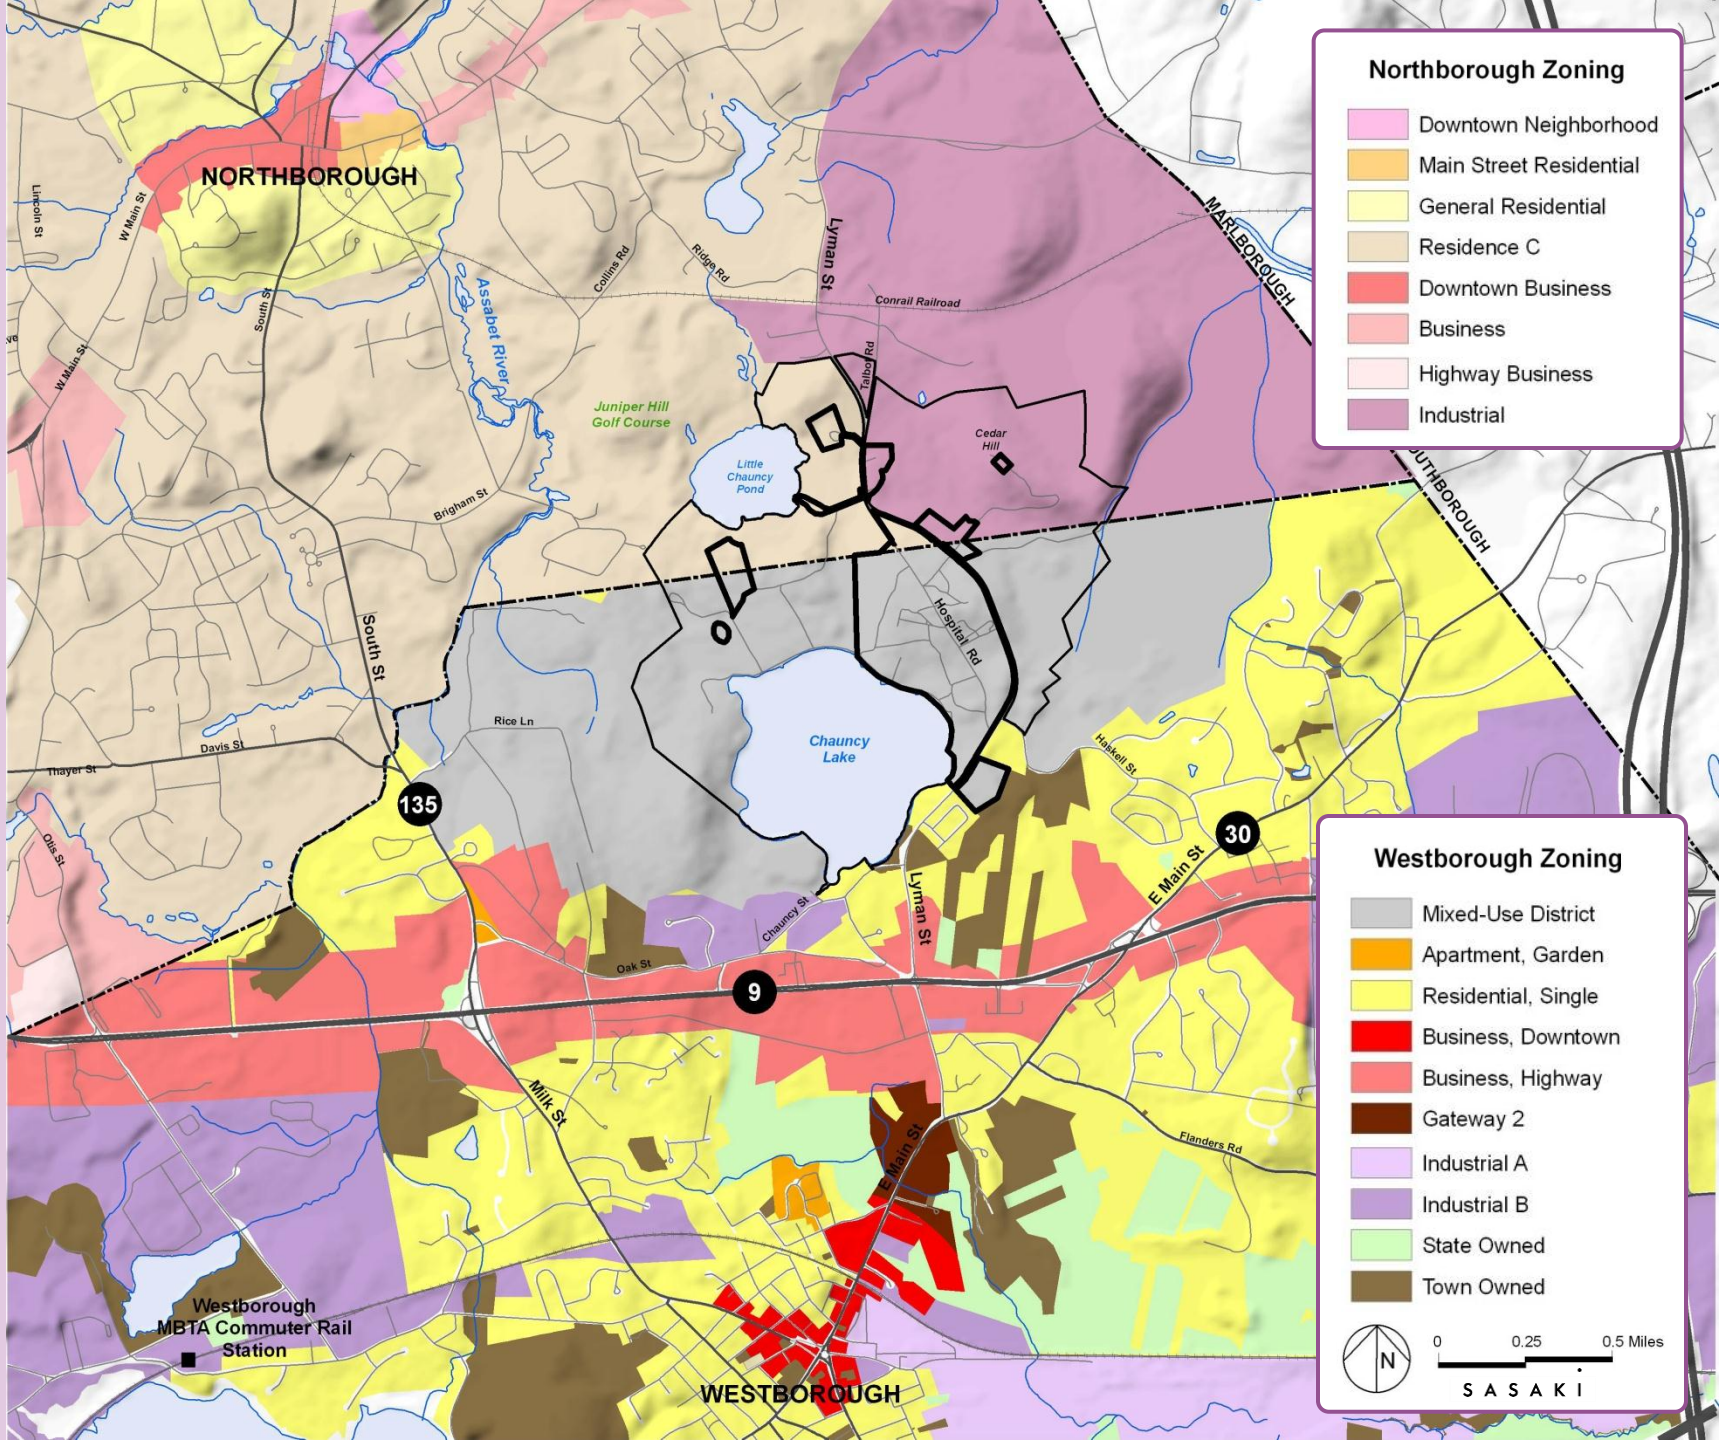 Northborough Zoning
Downtown Neighborhood
Main Street Residential
General Residential
Residence C
Downtown Business
Business
Highway Business
Industrial
NORTHBOROUGH
Lincoln St
W Main St
South St
W Main St
Assabet River
Collins Rd
Ridge Rd
Lyman St
Conrail Railroad
Talbot Rd
MARLBOROUGH
Juniper Hill
Golf Course
Little
Chauncy
Pond
Cedar
Hill
OUTHBOROUGH
Brigham St
South St
Hospital Rd
Rice Ln
Davis St
Thayer St
Chauncy
Lake
Haskell St
135
30
Otis St
E Main St
Lyman St
Chauncy St
Oak St
9
Milk St
E Main St
Flanders Rd
Westborough
MBTA Commuter Rail
Station
WESTBOROUGH
Westborough Zoning
Mixed-Use District
Apartment, Garden
Residential, Single
Business, Downtown
Business, Highway
Gateway 2
Industrial A
Industrial B
State Owned
Town Owned
N
0 0.25 0.5 Miles
SASAKI